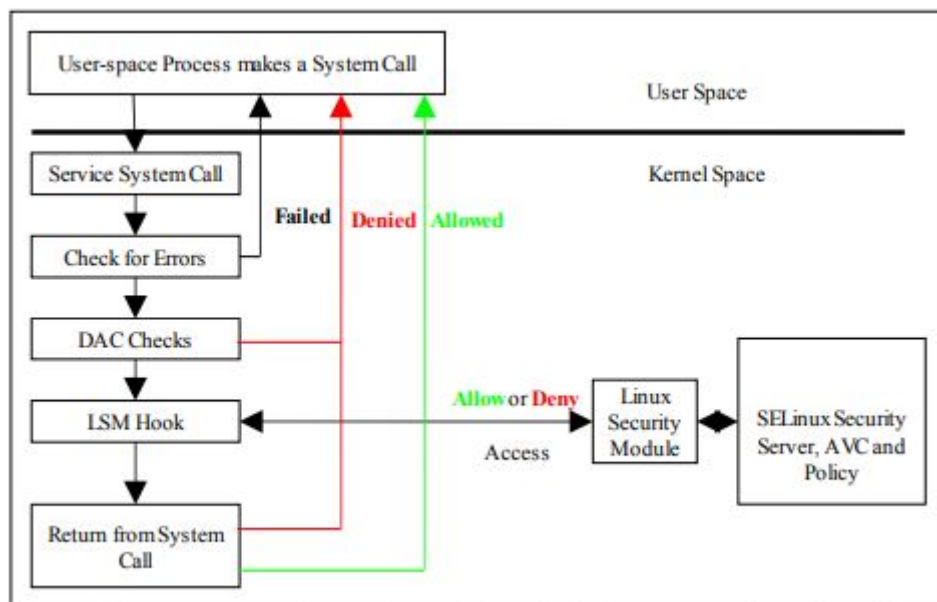 User-space Process makes a System Call
User Space
Service System Call
Kernel Space
Failed
Denied
Allowed
Check for Errors
DAC Checks
LSM Hook
Allow or Deny
Access
Linux
Security
Module
SELinux Security
Server, AVC and
Policy
Return from System
Call